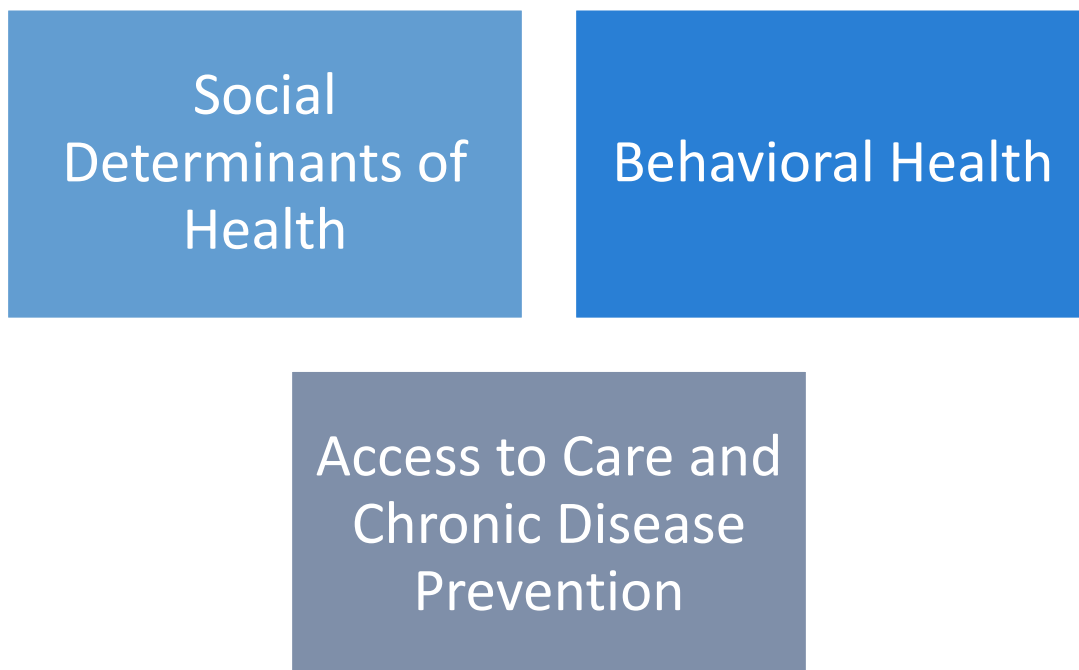 Social
Determinants of
Health
Behavioral Health
Access to Care and
Chronic Disease
Prevention